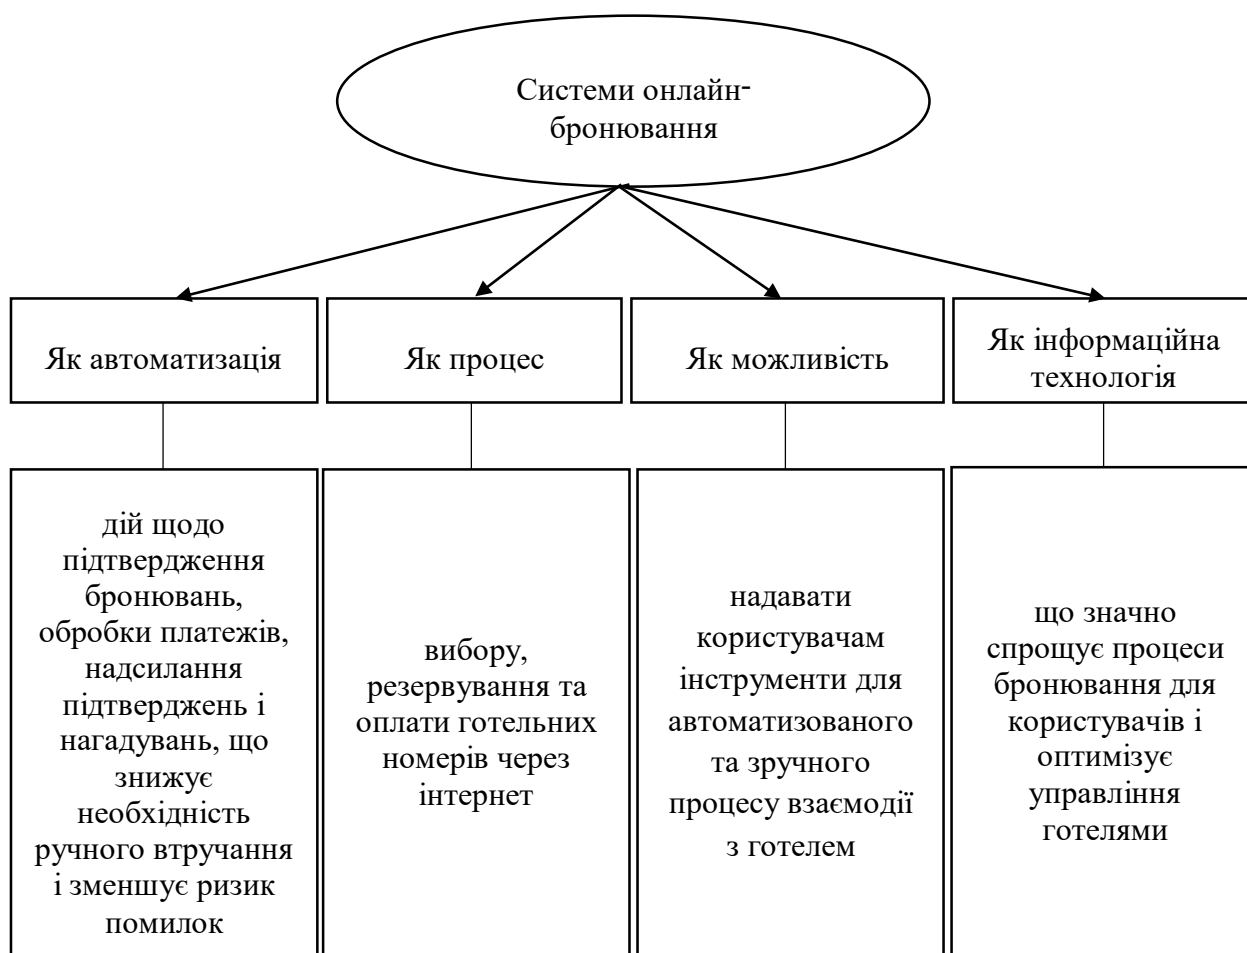 Системи онлайн-
бронювання
Як автоматизація
Як процес
Як можливість
Як інформаційна
технологія
дій щодо
підтвердження
бронювань,
обробки платежів,
надсилання
підтверджень і
нагадувань, що
знижує
необхідність
ручного втручання
і зменшує ризик
помилок
вибору,
резервування та
оплати готельних
номерів через
інтернет
надавати
користувачам
інструменти для
автоматизованого
та зручного
процесу взаємодії
з готелем
що значно
спрощує процеси
бронювання для
користувачів і
оптимізує
управління
готелями